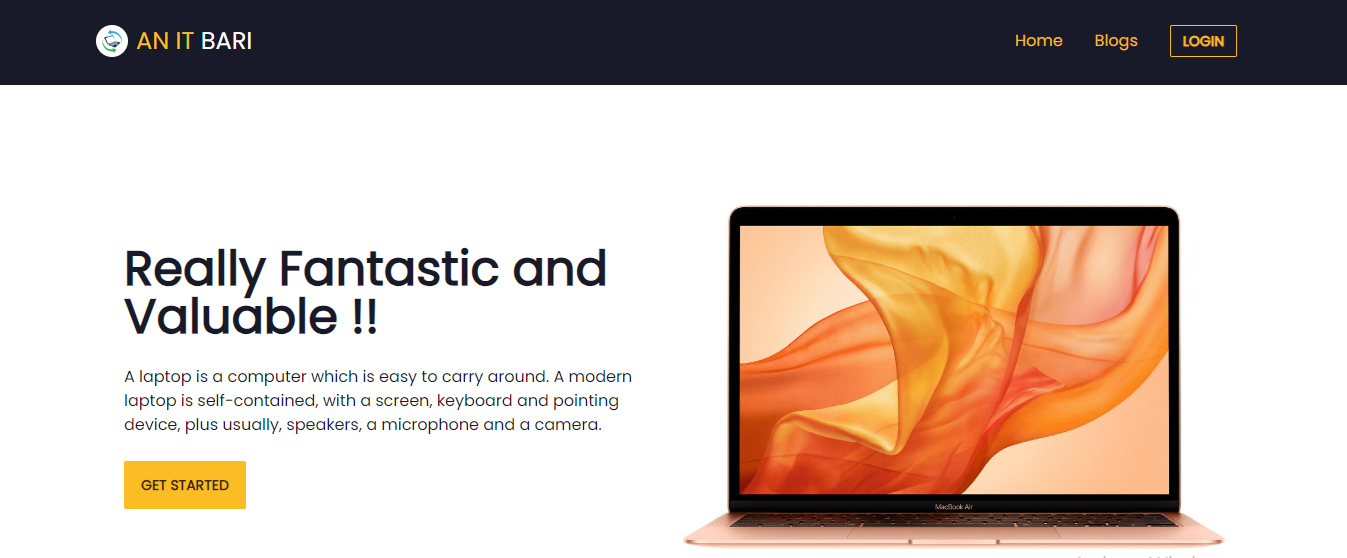 AN IT BARI
Home
Blogs
LOGIN
Really Fantastic and
Valuable !!
A laptop is a computer which is easy to carry around. A modern
laptop is self-contained, with a screen, keyboard and pointing
device, plus usually, speakers, a microphone and a camera.
GET STARTED
MacBook Air